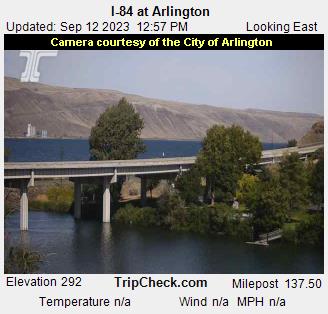 I-84 at Arlington
Updated: Sep 12 2023 12:57 PM Looking East
Camera courtesy of the City of Arlington
Elevation 292 TripCheck.com Milepost 137.50
Temperature n/a Wind n/a MPH n/a